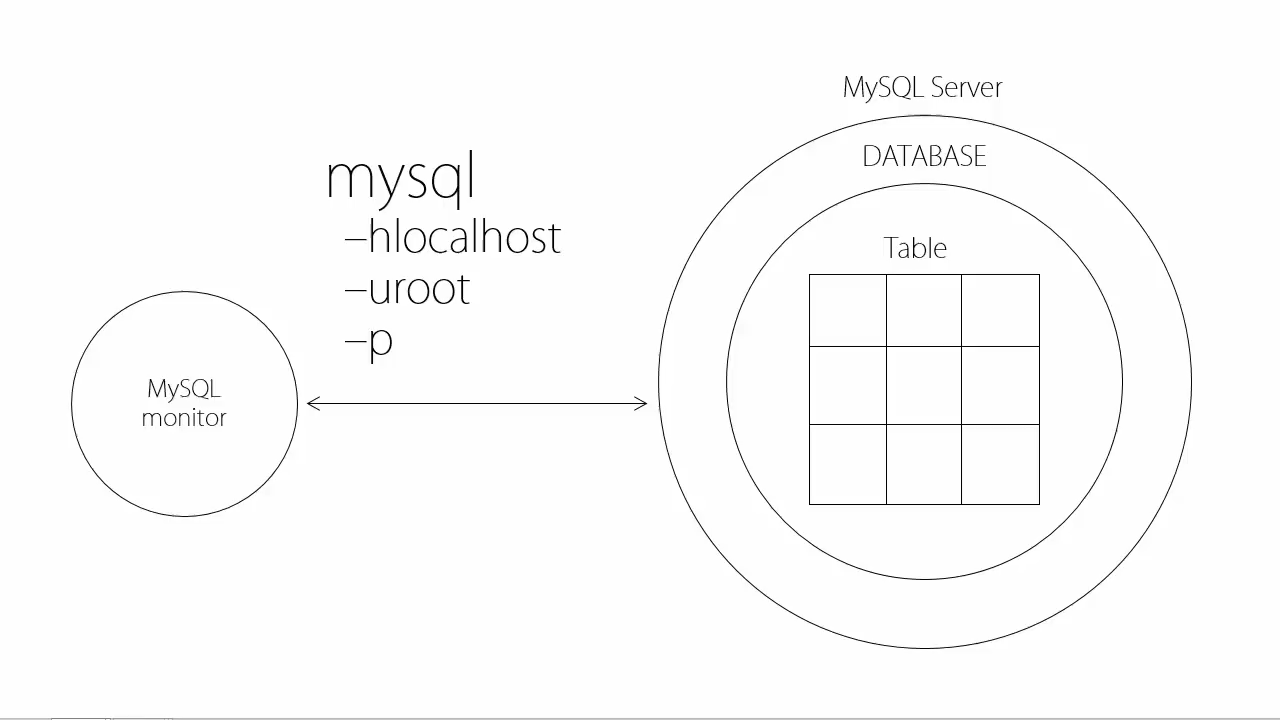 MySQL Server
DATABASE
mysql
–hlocalhost
–uroot
–p
Table
MySQL
monitor